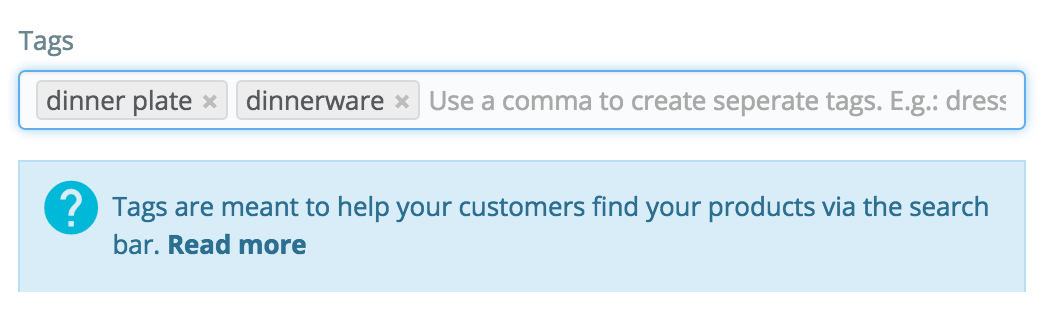 Tags
dinner plate × dinnerware × Use a comma to create seperate tags. E.g.: dress
? Tags are meant to help your customers find your products via the search
bar. Read more